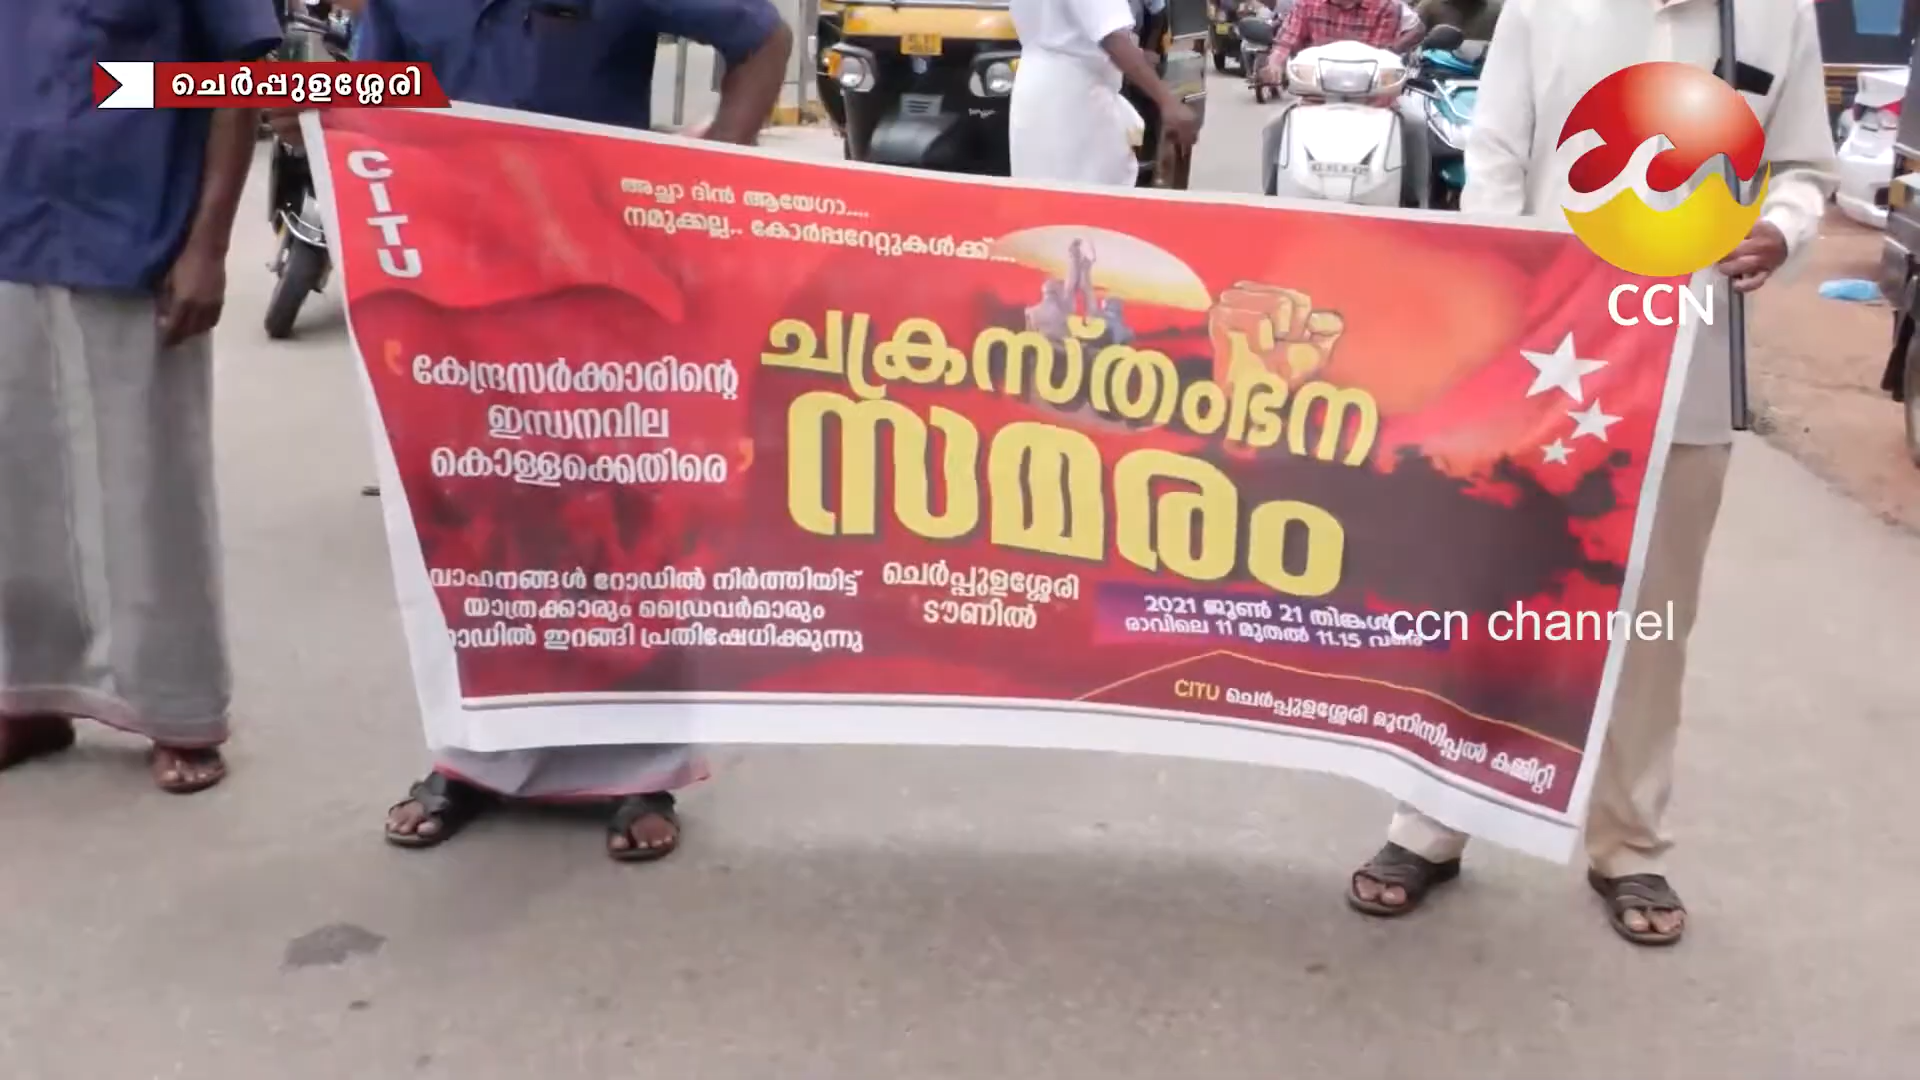 ചെർപ്പുളശ്ശേരി
CCN
CITU
അച്ഛാ ദിൻ ആയേഗാ....
നമുക്കല്ല.. കോർപ്പറേറ്റുകൾക്ക്....
'കേന്ദ്രസർക്കാരിന്റെ
ഇന്ധനവില
കൊള്ളക്കെതിരെ'
ചക്രസ്തംഭന
സമരം
വാഹനങ്ങൾ റോഡിൽ നിർത്തിയിട്ട്
യാത്രക്കാരും ഡ്രൈവർമാരും
റോഡിൽ ഇറങ്ങി പ്രതിഷേധിക്കുന്നു
ചെർപ്പുളശ്ശേരി
ടൗണിൽ
2021 ജൂൺ 21 തിങ്കൾ
രാവിലെ 11 മുതൽ 11.15 വരെ
ccn channel
CITU ചെർപ്പുളശ്ശേരി മുനിസിപ്പൽ കമ്മിറ്റി